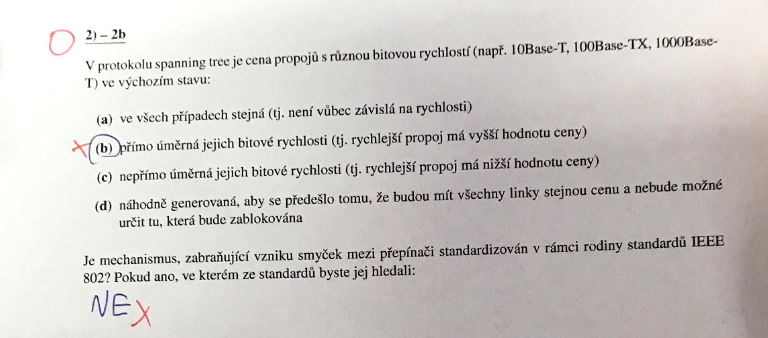 2) – 2b
V protokolu spanning tree je cena propojů s různou bitovou rychlostí (např. 10Base-T, 100Base-TX, 1000Base-
T) ve výchozím stavu:
(a) ve všech případech stejná (tj. není vůbec závislá na rychlosti)
(b) přímo úměrná jejich bitové rychlosti (tj. rychlejší propoj má vyšší hodnotu ceny)
(c) nepřímo úměrná jejich bitové rychlosti (tj. rychlejší propoj má nižší hodnotu ceny)
(d) náhodně generovaná, aby se předešlo tomu, že budou mít všechny linky stejnou cenu a nebude možné
určit tu, která bude zablokována
Je mechanismus, zabraňující vzniku smyček mezi přepínači standardizován v rámci rodiny standardů IEEE
802? Pokud ano, ve kterém ze standardů byste jej hledali:
NE